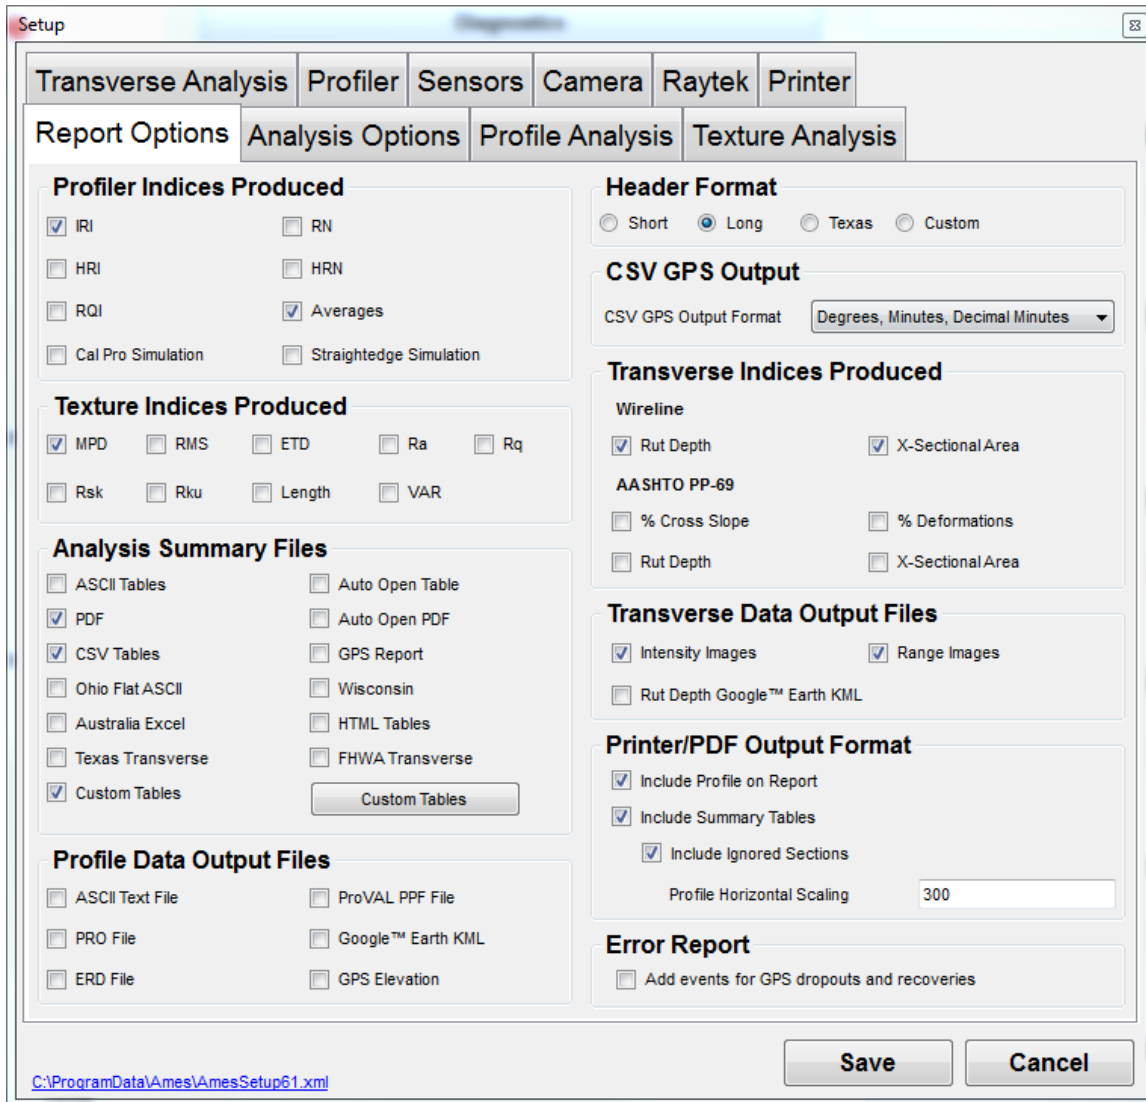 Setup
Diagnostics
Transverse Analysis Profiler Sensors Camera Raytek Printer
Report Options Analysis Options Profile Analysis Texture Analysis
Profiler Indices Produced
IRI RN
HRI HRN
RQI Averages
Cal Pro Simulation Straightedge Simulation
Texture Indices Produced
MPD RMS ETD Ra Rq
Rsk Rku Length VAR
Analysis Summary Files
ASCII Tables Auto Open Table
PDF Auto Open PDF
CSV Tables GPS Report
Ohio Flat ASCII Wisconsin
Australia Excel HTML Tables
Texas Transverse FHWA Transverse
Custom Tables Custom Tables
Profile Data Output Files
ASCII Text File ProVAL PPF File
PRO File Google™ Earth KML
ERD File GPS Elevation
Header Format
Short Long Texas Custom
CSV GPS Output
CSV GPS Output Format Degrees, Minutes, Decimal Minutes
Transverse Indices Produced
Wireline
Rut Depth X-Sectional Area
AASHTO PP-69
% Cross Slope % Deformations
Rut Depth X-Sectional Area
Transverse Data Output Files
Intensity Images Range Images
Rut Depth Google™ Earth KML
Printer/PDF Output Format
Include Profile on Report
Include Summary Tables
Include Ignored Sections
Profile Horizontal Scaling 300
Error Report
Add events for GPS dropouts and recoveries
Save Cancel
C:\ProgramData\Ames\AmesSetup61.xml